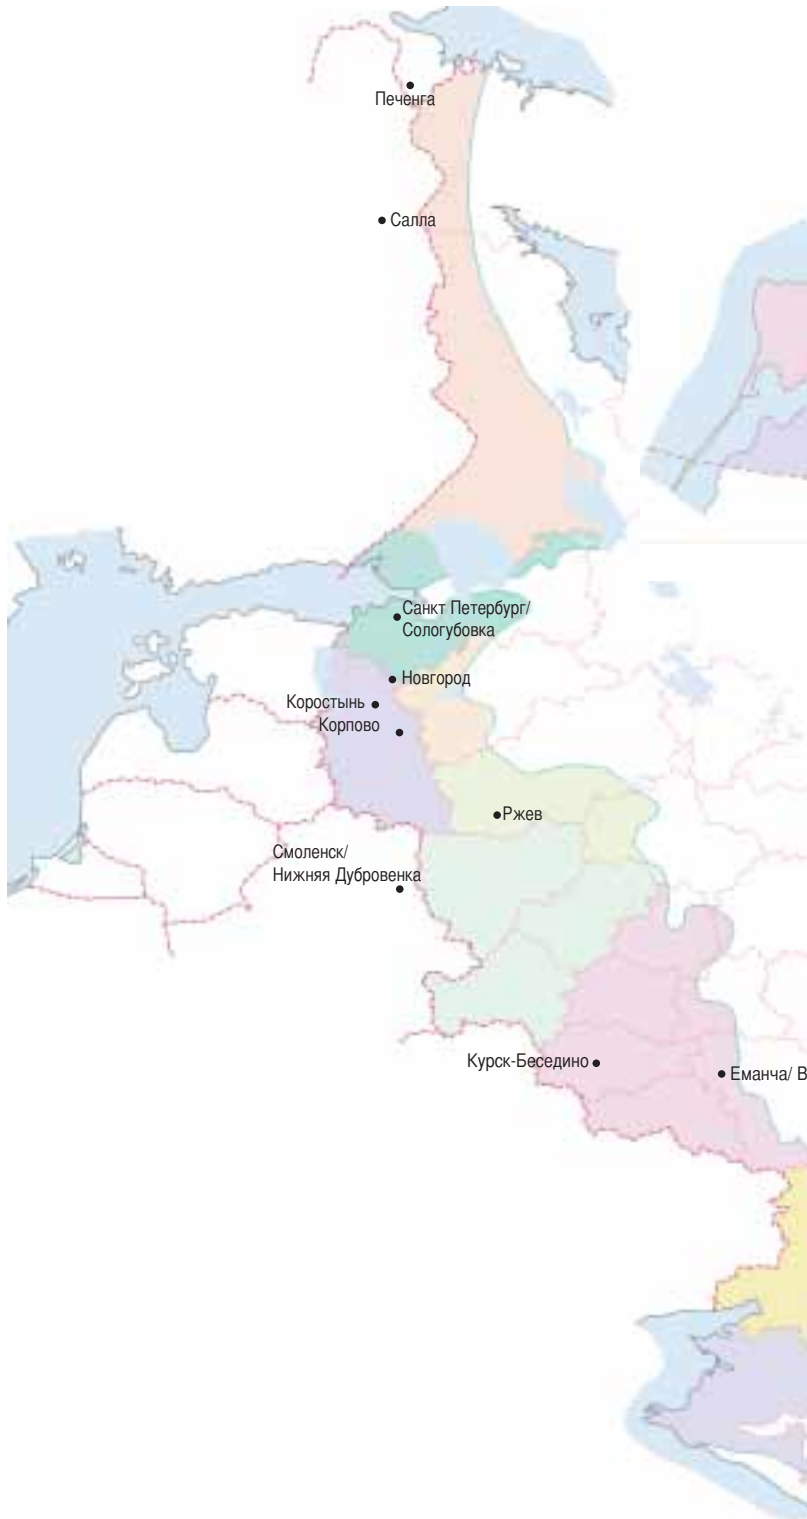 Печенга
Салла
Санкт Петербург/
Сологубовка
Новгород
Коростынь
Корпово
Ржев
Смоленск/
Нижняя Дубровенка
Курск-Беседино
Еманча/ В